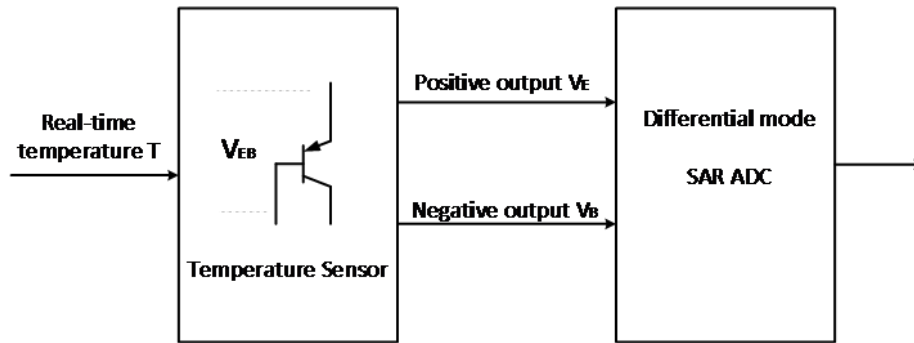 Real-time
temperature T
VEB
Temperature Sensor
Positive output VE
Negative output VB
Differential mode
SAR ADC